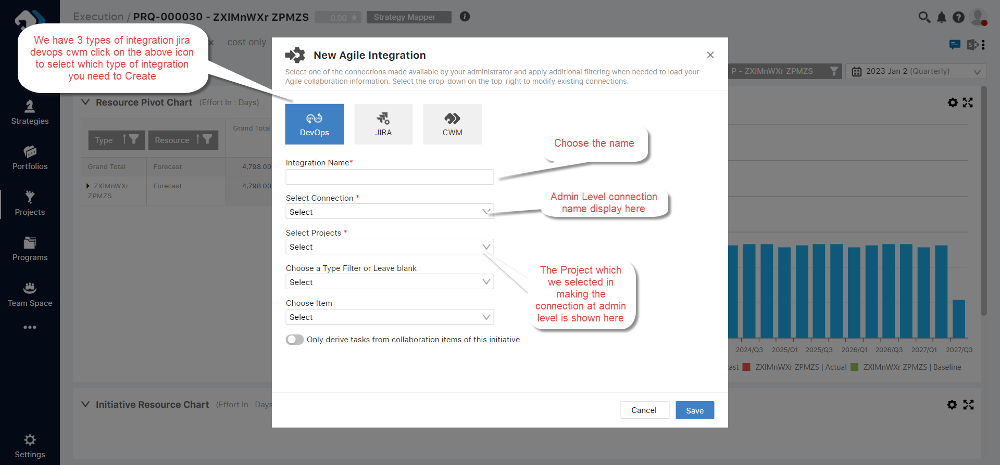 Execution / PRQ-000030 - ZXlMnWXr ZPMZS
0.00 ★
Strategy Mapper
cost only
We have 3 types of integration jira
devops cwm click on the above icon
to select which type of integration
you need to Create
Strategies
Portfolios
Projects
Programs
Team Space
Settings
P - ZXlMnWXr ZPMZS
2023 Jan 2 (Quarterly)
Resource Pivot Chart (Effort In : Days)
Type
Resource
Grand Total
Grand Total Forecast 4,798.00
ZXlMnWXr
ZPMZS
Forecast 4,798.00
New Agile Integration
Select one of the connections made available by your administrator and apply additional filtering when needed to load your
Agile collaboration information. Select the drop-down on the top-right to modify existing connections.
DevOps
JIRA
CWM
Integration Name*
Choose the name
Select Connection *
Select
Admin Level connection
name display here
Select Projects *
Select
The Project which
we selected in
making the
connection at admin
level is shown here
Choose a Type Filter or Leave blank
Select
Choose Item
Select
Only derive tasks from collaboration items of this initiative
Cancel
Save
2024/Q3 2025/Q1 2025/Q3 2026/Q1 2026/Q3 2027/Q1 2027/Q3
cast ZXlMnWXr ZPMZS | Actual ZXlMnWXr ZPMZS | Baseline
Initiative Resource Chart (Effort In : Days